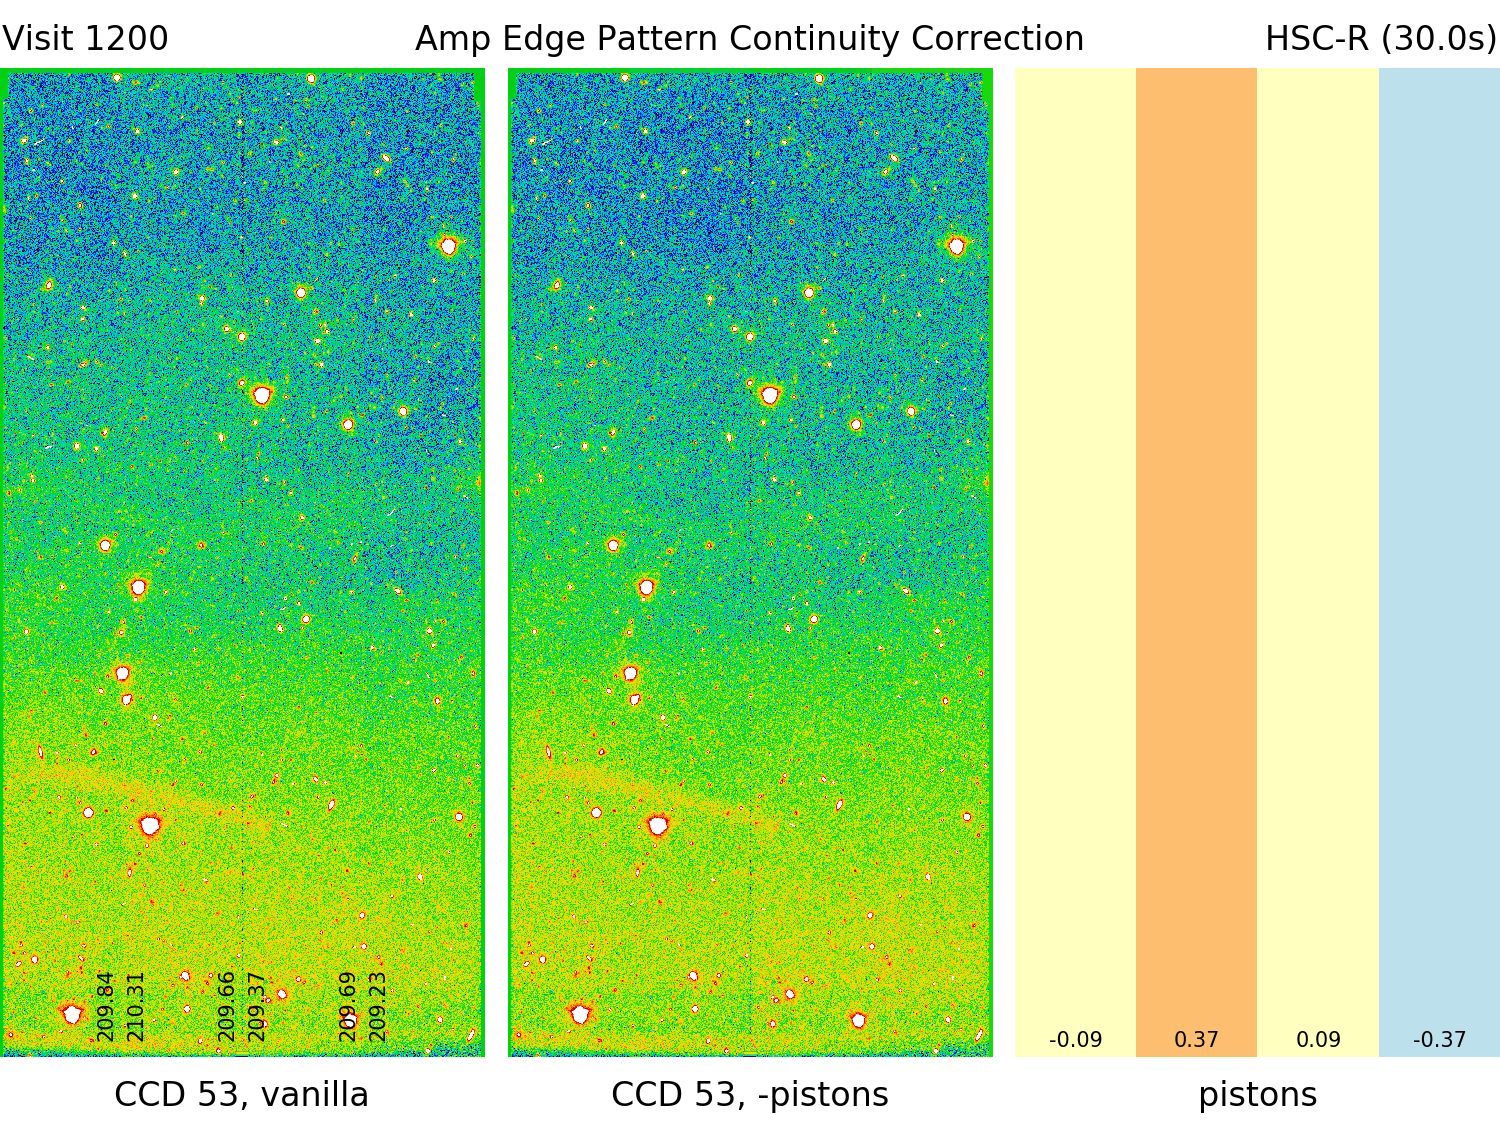 Visit 1200 Amp Edge Pattern Continuity Correction HSC-R (30.0s)
209.84
210.31
209.66
209.37
209.69
209.23
-0.09 0.37 0.09 -0.37
CCD 53, vanilla CCD 53, -pistons pistons